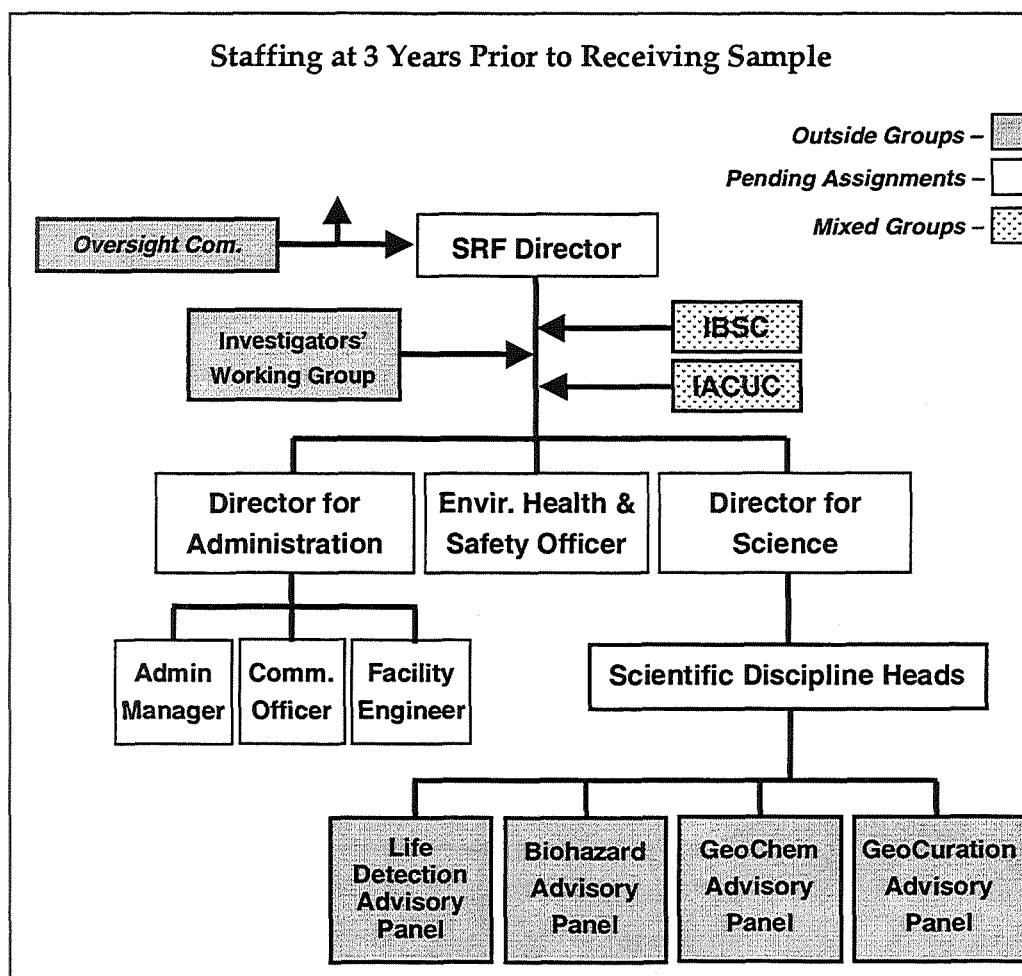 Staffing at 3 Years Prior to Receiving Sample
Outside Groups –
Pending Assignments –
Mixed Groups –
Oversight Com.
SRF Director
Investigators'
Working Group
IBSC
IACUC
Director for
Administration
Envir. Health &
Safety Officer
Director for
Science
Admin
Manager
Comm.
Officer
Facility
Engineer
Scientific Discipline Heads
Life
Detection
Advisory
Panel
Biohazard
Advisory
Panel
GeoChem
Advisory
Panel
GeoCuration
Advisory
Panel